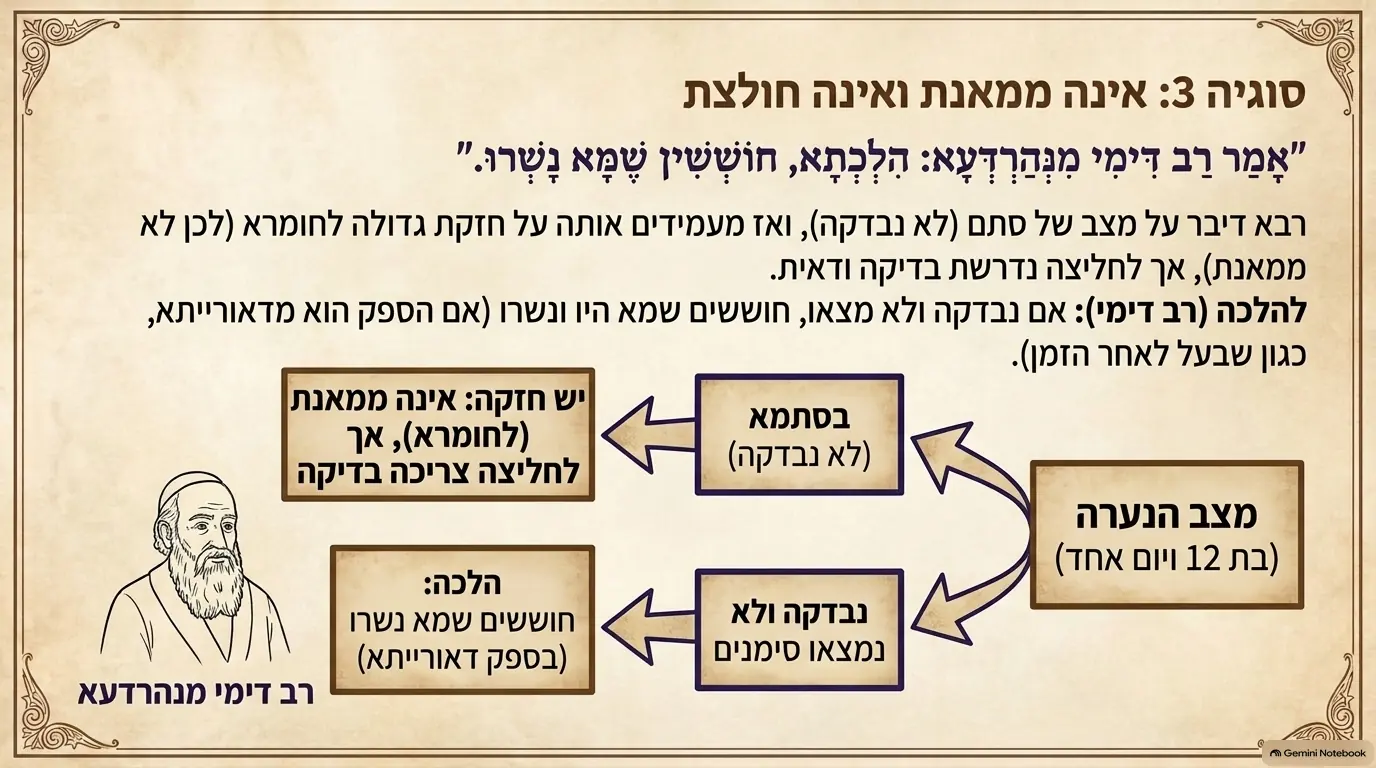 סוגיה 3: אינה ממאנת ואינה חולצת
"אָמַר רַב דִּימִי מִנְּהַרְדְּעָא: הִלְכְתָא, חוֹשְׁשִׁין שֶׁמָּא נָשְׁרוּ."
רבא דיבר על מצב של סתם (לא נבדקה), ואז מעמידים אותה על חזקת גדולה לחומרא (לכן לא
ממאנת), אך לחליצה נדרשת בדיקה ודאית.
להלכה (רב דימי): אם נבדקה ולא מצאו, חוששים שמא היו ונשרו (אם הספק הוא מדאורייתא,
כגון שבעל לאחר הזמן).
מצב הנערה
(בת 12 ויום אחד)
בסתמא
(לא נבדקה)
יש חזקה: אינה ממאנת
(לחומרא), אך
לחליצה צריכה בדיקה
נבדקה ולא
נמצאו סימנים
הלכה:
חוששים שמא נשרו
(בספק דאורייתא)
רב דימי מנהרדעא
Gemini Notebook